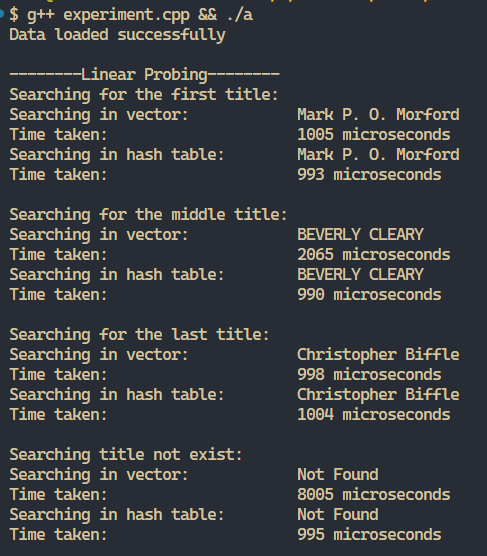 $ g++ experiment.cpp && ./a
Data loaded successfully
--------Linear Probing--------
Searching for the first title:
Searching in vector: Mark P. O. Morford
Time taken: 1005 microseconds
Searching in hash table: Mark P. O. Morford
Time taken: 993 microseconds
Searching for the middle title:
Searching in vector: BEVERLY CLEARY
Time taken: 2065 microseconds
Searching in hash table: BEVERLY CLEARY
Time taken: 990 microseconds
Searching for the last title:
Searching in vector: Christopher Biffle
Time taken: 998 microseconds
Searching in hash table: Christopher Biffle
Time taken: 1004 microseconds
Searching title not exist:
Searching in vector: Not Found
Time taken: 8005 microseconds
Searching in hash table: Not Found
Time taken: 995 microseconds